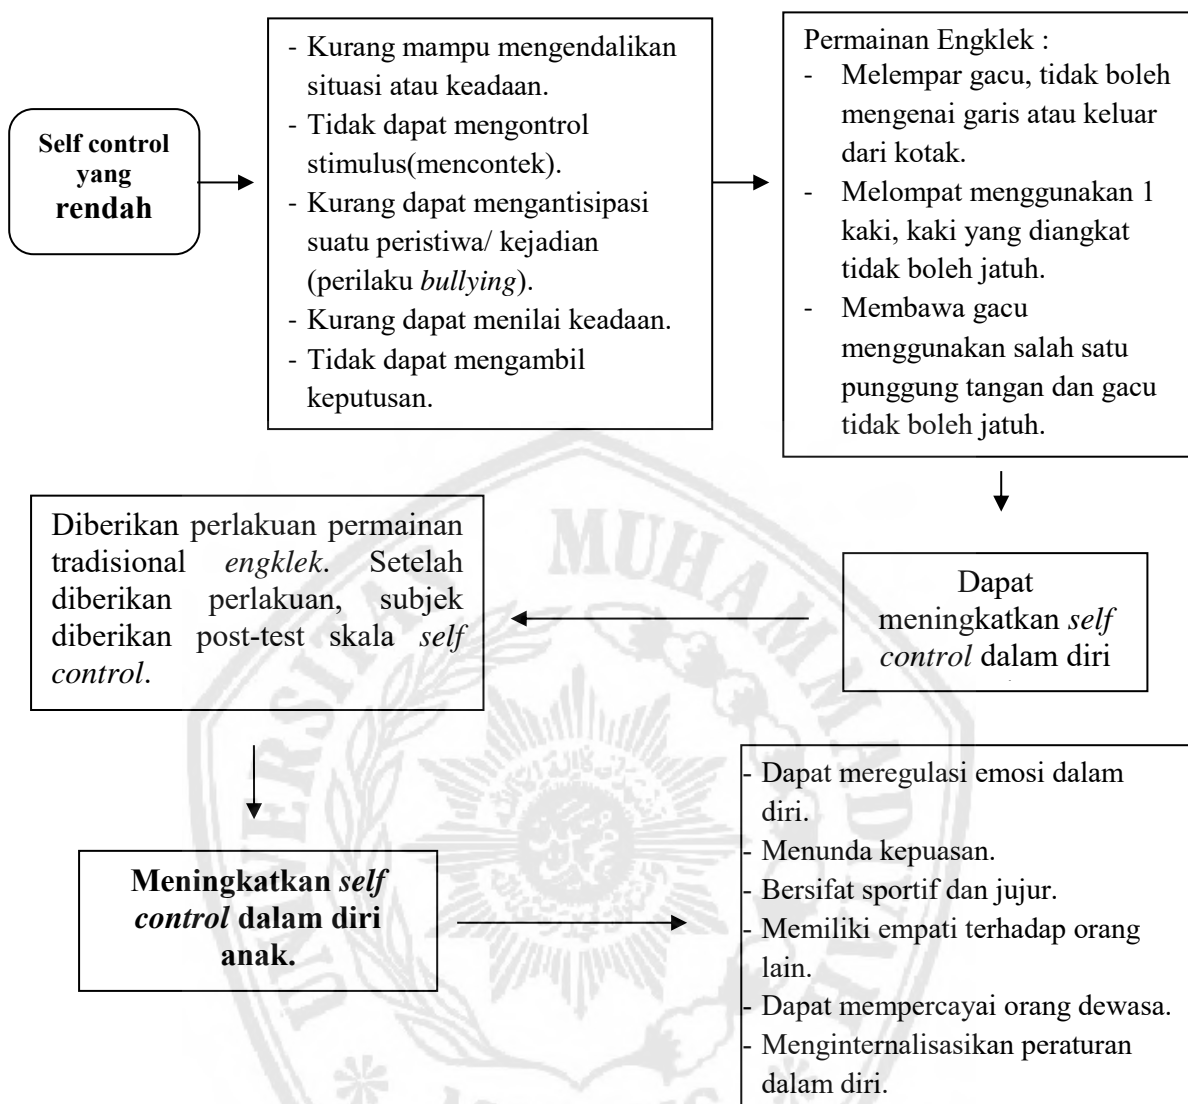 Self control
yang
rendah
- Kurang mampu mengendalikan
situasi atau keadaan.
- Tidak dapat mengontrol
stimulus(mencontek).
- Kurang dapat mengantisipasi
suatu peristiwa/ kejadian
(perilaku bullying).
- Kurang dapat menilai keadaan.
- Tidak dapat mengambil
keputusan.
Permainan Engklek :
- Melempar gacu, tidak boleh
mengenai garis atau keluar
dari kotak.
- Melompat menggunakan 1
kaki, kaki yang diangkat
tidak boleh jatuh.
- Membawa gacu
menggunakan salah satu
punggung tangan dan gacu
tidak boleh jatuh.
Dapat
meningkatkan self
control dalam diri
Diberikan perlakuan permainan
tradisional engklek. Setelah
diberikan perlakuan, subjek
diberikan post-test skala self
control.
Meningkatkan self
control dalam diri
anak.
- Dapat meregulasi emosi dalam
diri.
- Menunda kepuasan.
- Bersifat sportif dan jujur.
- Memiliki empati terhadap orang
lain.
- Dapat mempercayai orang dewasa.
- Menginternalisasikan peraturan
dalam diri.
UNIVERSITAS MUHAMMADIYAH